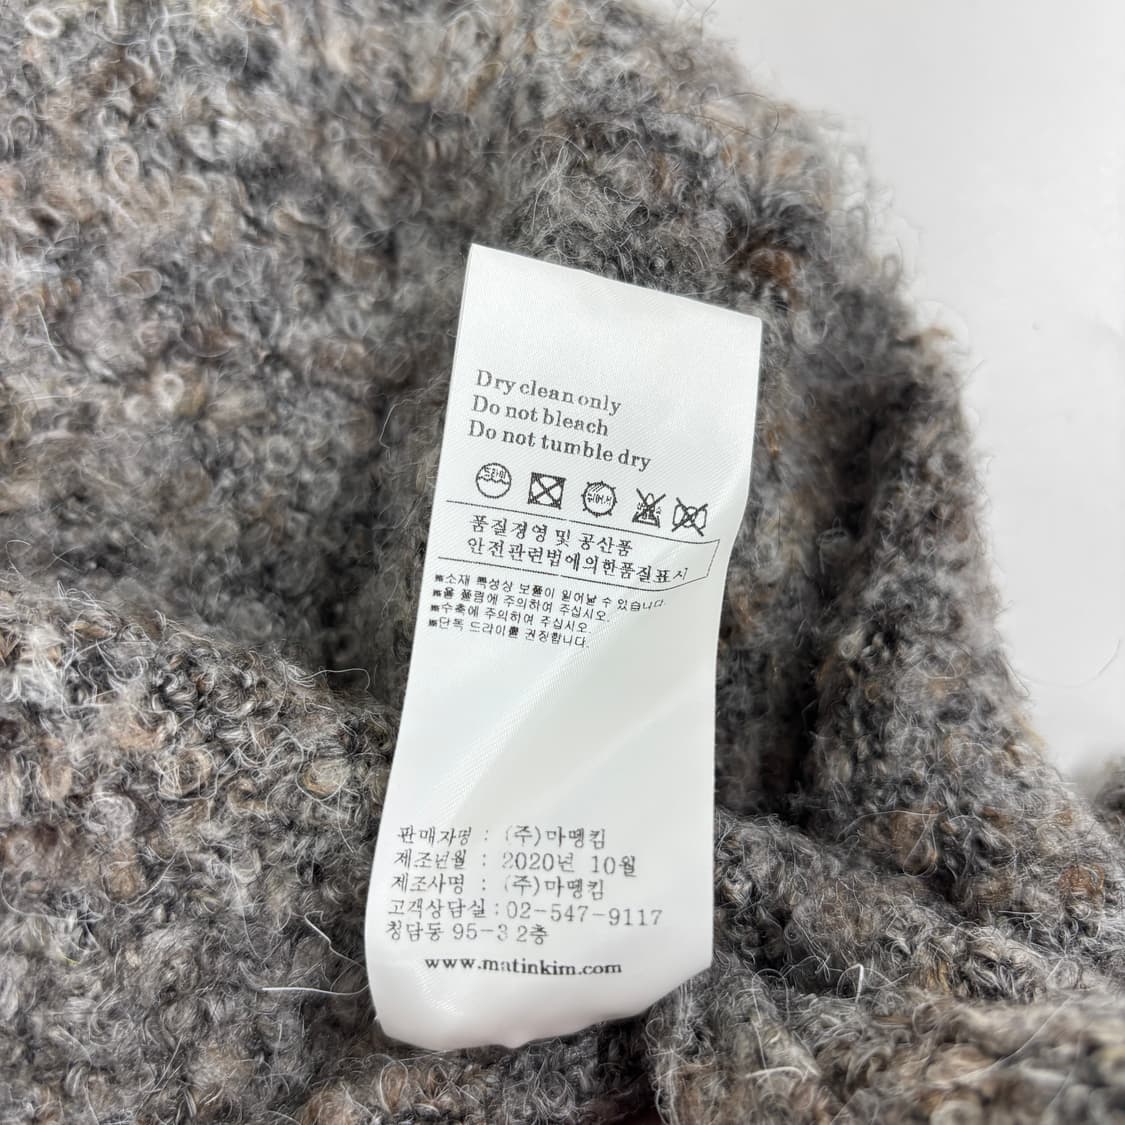 Dry clean only
Do not bleach
Do not tumble dry
드라이
뉘어서
품질경영 및 공산품
안전관련법에의한품질표시
※소재 특성상 보풀이 일어날 수 있습니다.
※올 풀림에 주의하여 주십시오.
※수축에 주의하여 주십시오.
※단독 드라이를 권장합니다.
판매자명 : (주)마뗑킴
제조년월 : 2020년 10월
제조사명 : (주)마뗑킴
고객상담실 : 02-547-9117
청담동 95-3 2층
www.matinkim.com